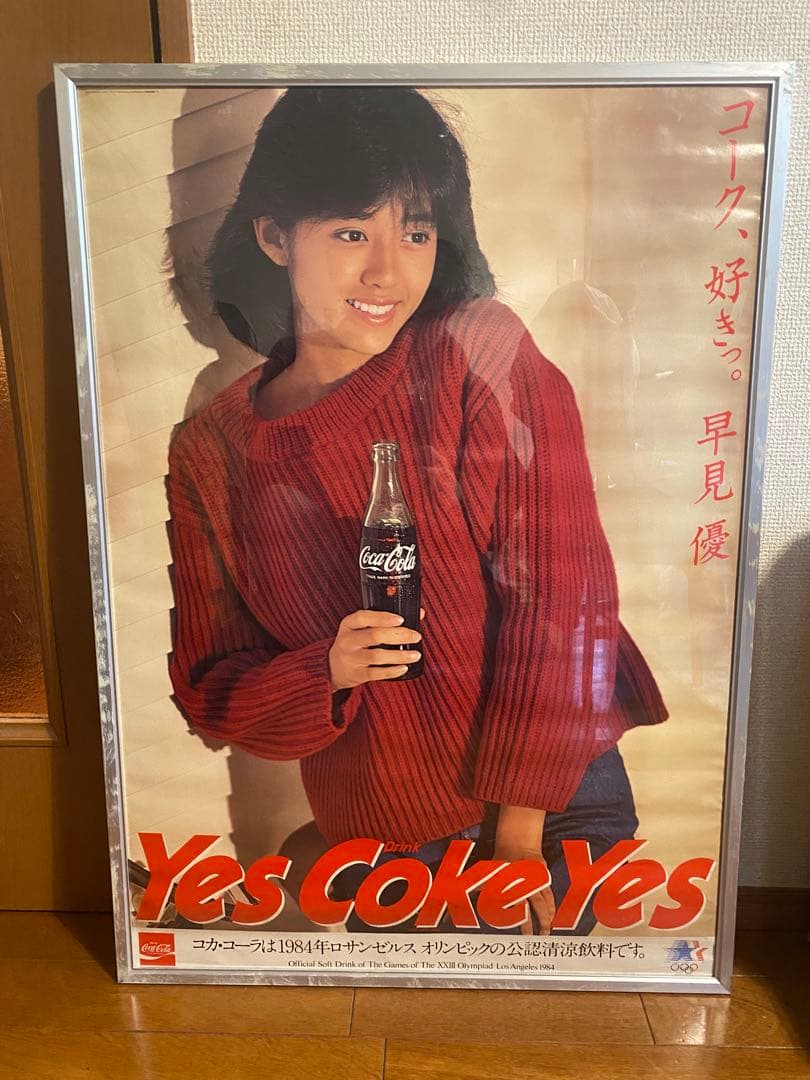 コーク、好きっ。 早見 優
Coca-Cola
Drink
Yes Coke Yes
Coca-Cola
コカ・コーラは1984年ロサンゼルス オリンピックの公認清涼飲料です。
Official Soft Drink of The Games of The XXIII Olympiad Los Angeles 1984